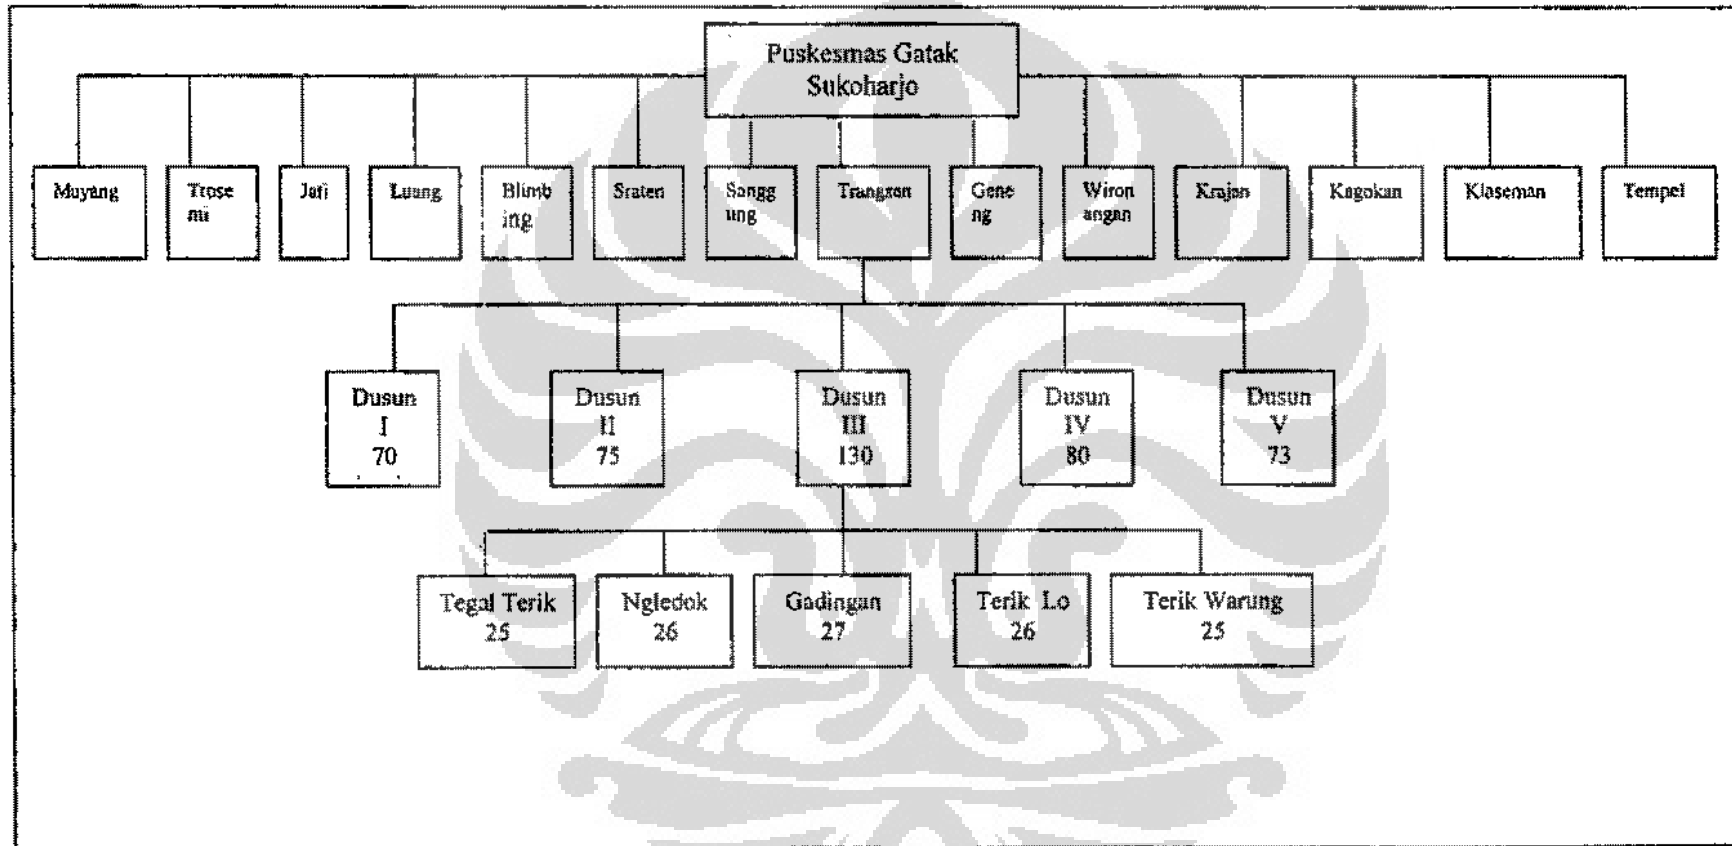 Puskesmas Gatak
Sukoharjo
Mayang
Trose
mi
Jati
Luang
Blimb
ing
Sraten
Sangg
ung
Trangsan
Gene
ng
Wiron
angan
Krajan
Kagokan
Klaseman
Tempel
Dusun
I
70
Dusun
II
75
Dusun
III
130
Dusun
IV
80
Dusun
V
73
Tegal Terik
25
Ngledok
26
Gadingan
27
Terik Lo
26
Terik Warung
25